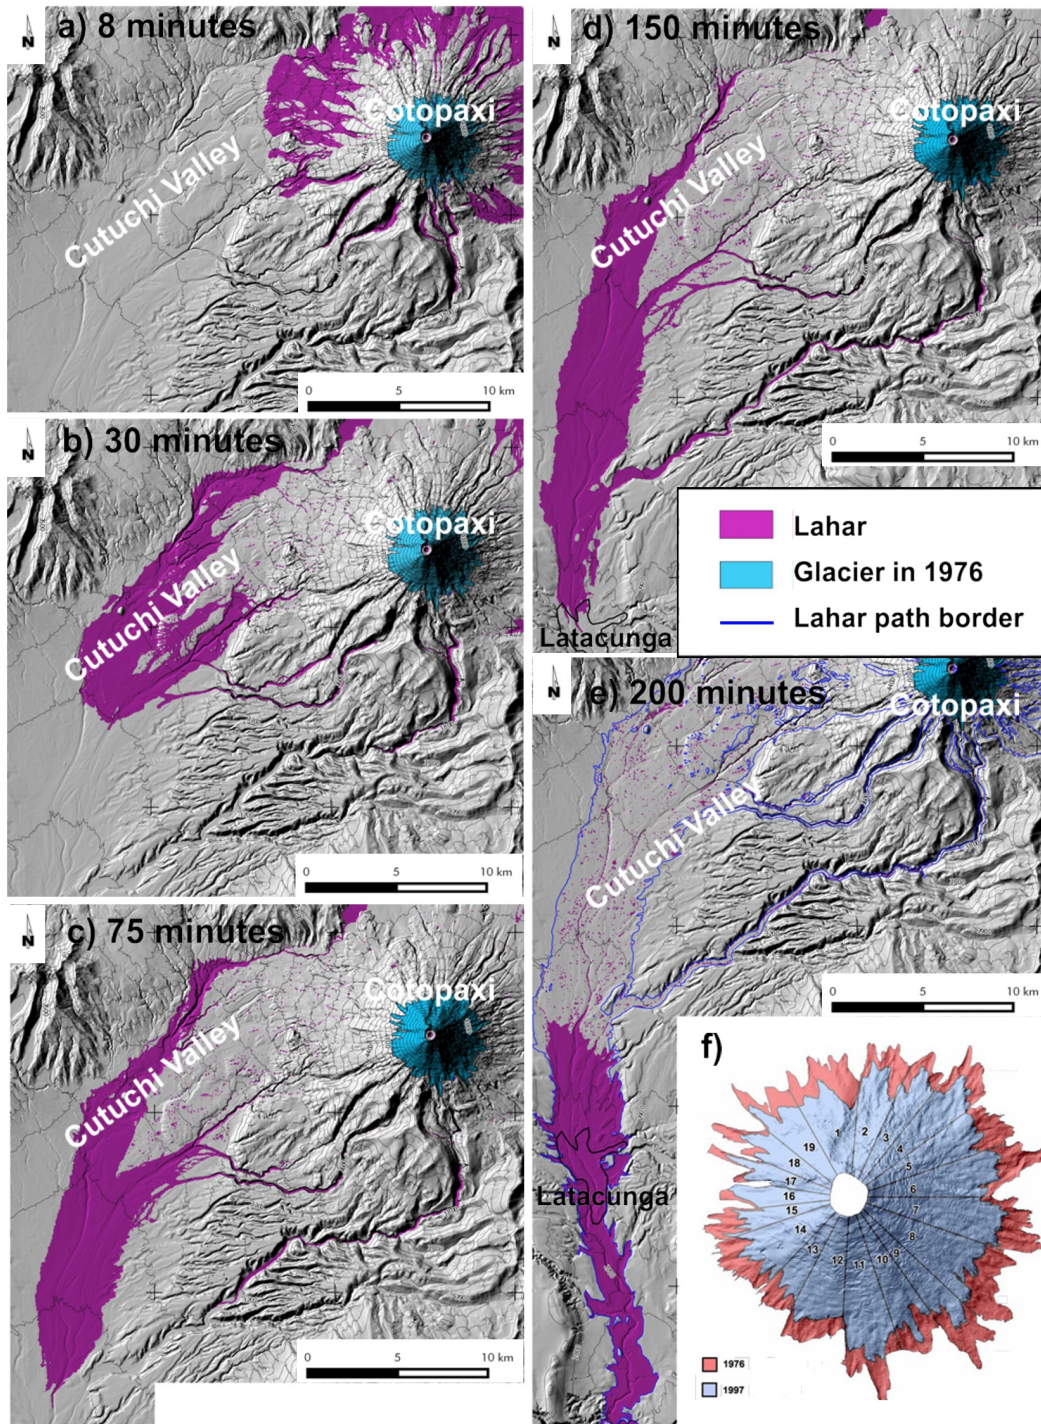 a) 8 minutes
N
Cotopaxi
Cutuchi Valley
0 5 10 km
b) 30 minutes
N
Cotopaxi
Cutuchi Valley
0 5 10 km
c) 75 minutes
N
Cotopaxi
Cutuchi Valley
0 5 10 km
d) 150 minutes
N
Cotopaxi
Cutuchi Valley
0 5 10 km
Latacunga
Lahar
Glacier in 1976
Lahar path border
e) 200 minutes
N
Cotopaxi
Cutuchi Valley
0 5 10 km
Latacunga
f)
1
2
3
4
5
6
7
8
9
10
11
12
13
14
15
16
17
18
19
1976
1997